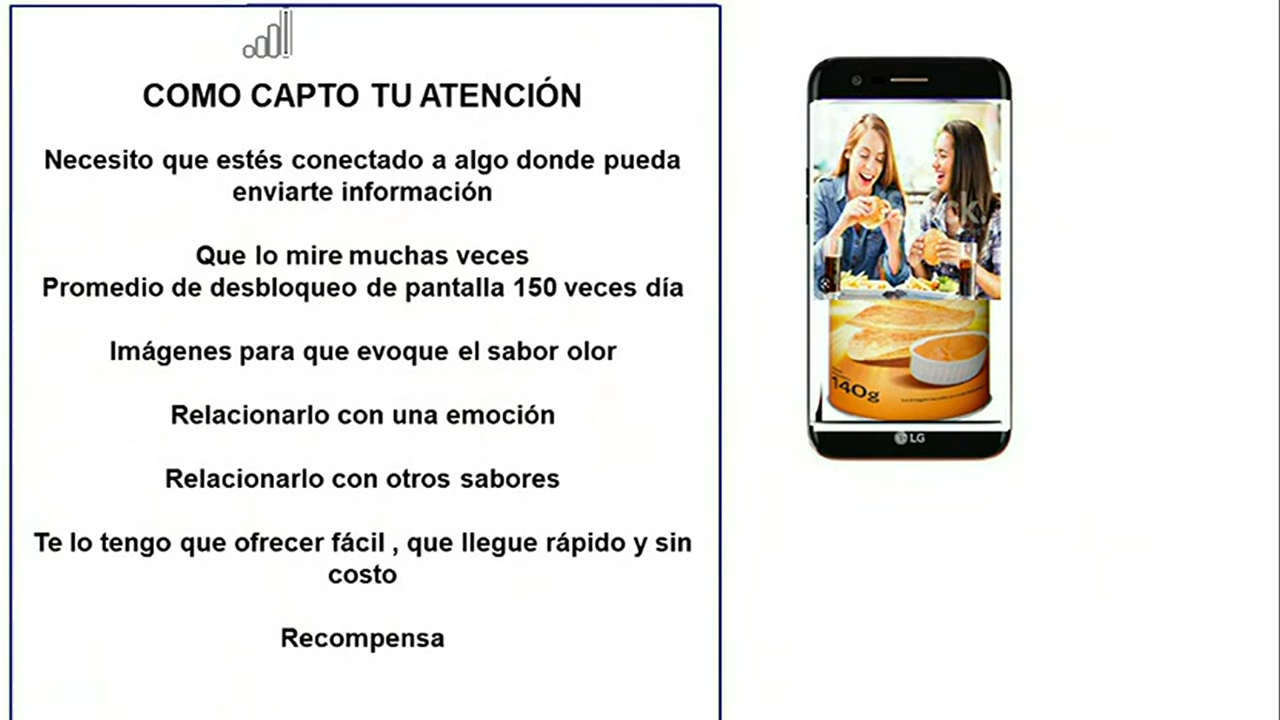 COMO CAPTO TU ATENCIÓN
Necesito que estés conectado a algo donde pueda
enviarte información
Que lo mire muchas veces
Promedio de desbloqueo de pantalla 150 veces día
Imágenes para que evoque el sabor olor
Relacionarlo con una emoción
Relacionarlo con otros sabores
Te lo tengo que ofrecer fácil , que llegue rápido y sin
costo
Recompensa
140g
LG